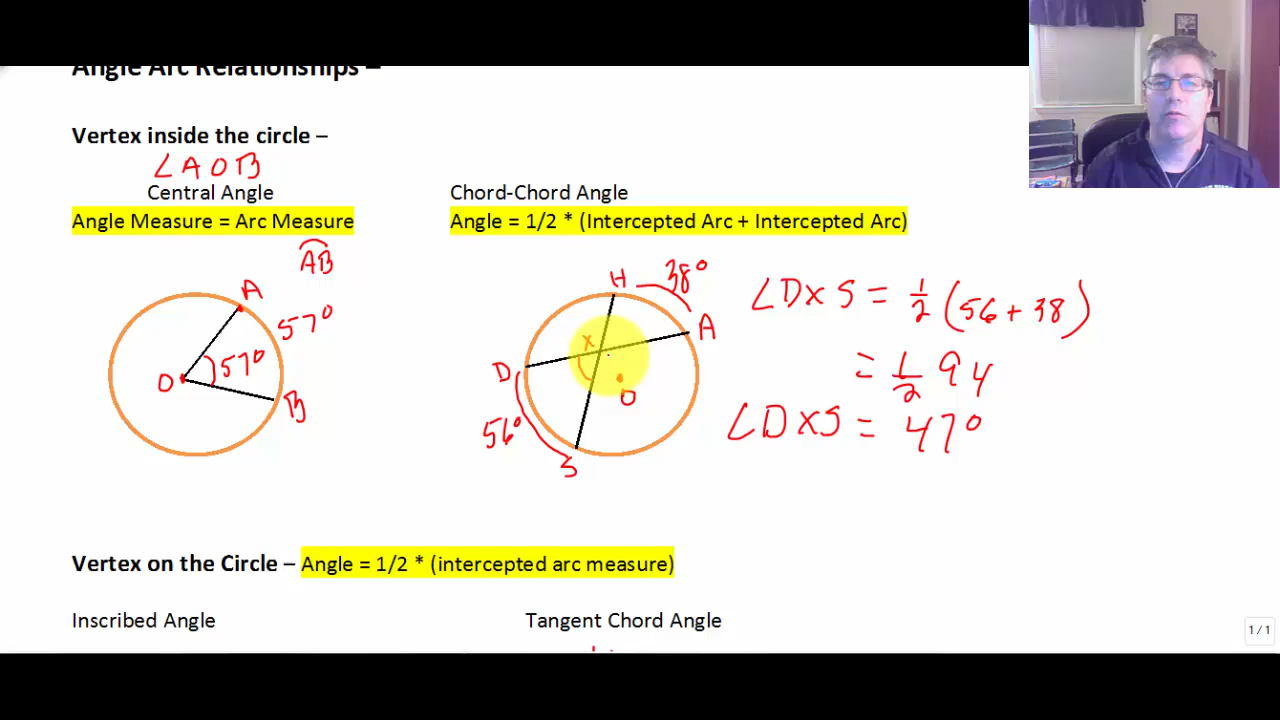 Angle Arc Relationships –
Vertex inside the circle –
∠AOB
Central Angle
Angle Measure = Arc Measure
AB
A
57°
57°
O
B
Chord-Chord Angle
Angle = 1/2 * (Intercepted Arc + Intercepted Arc)
H
38°
A
X
D
O
56°
S
∠DXS = 1/2 (56 + 38)
= 1/2 94
∠DXS = 47°
Vertex on the Circle – Angle = 1/2 * (intercepted arc measure)
Inscribed Angle
Tangent Chord Angle
1 / 1